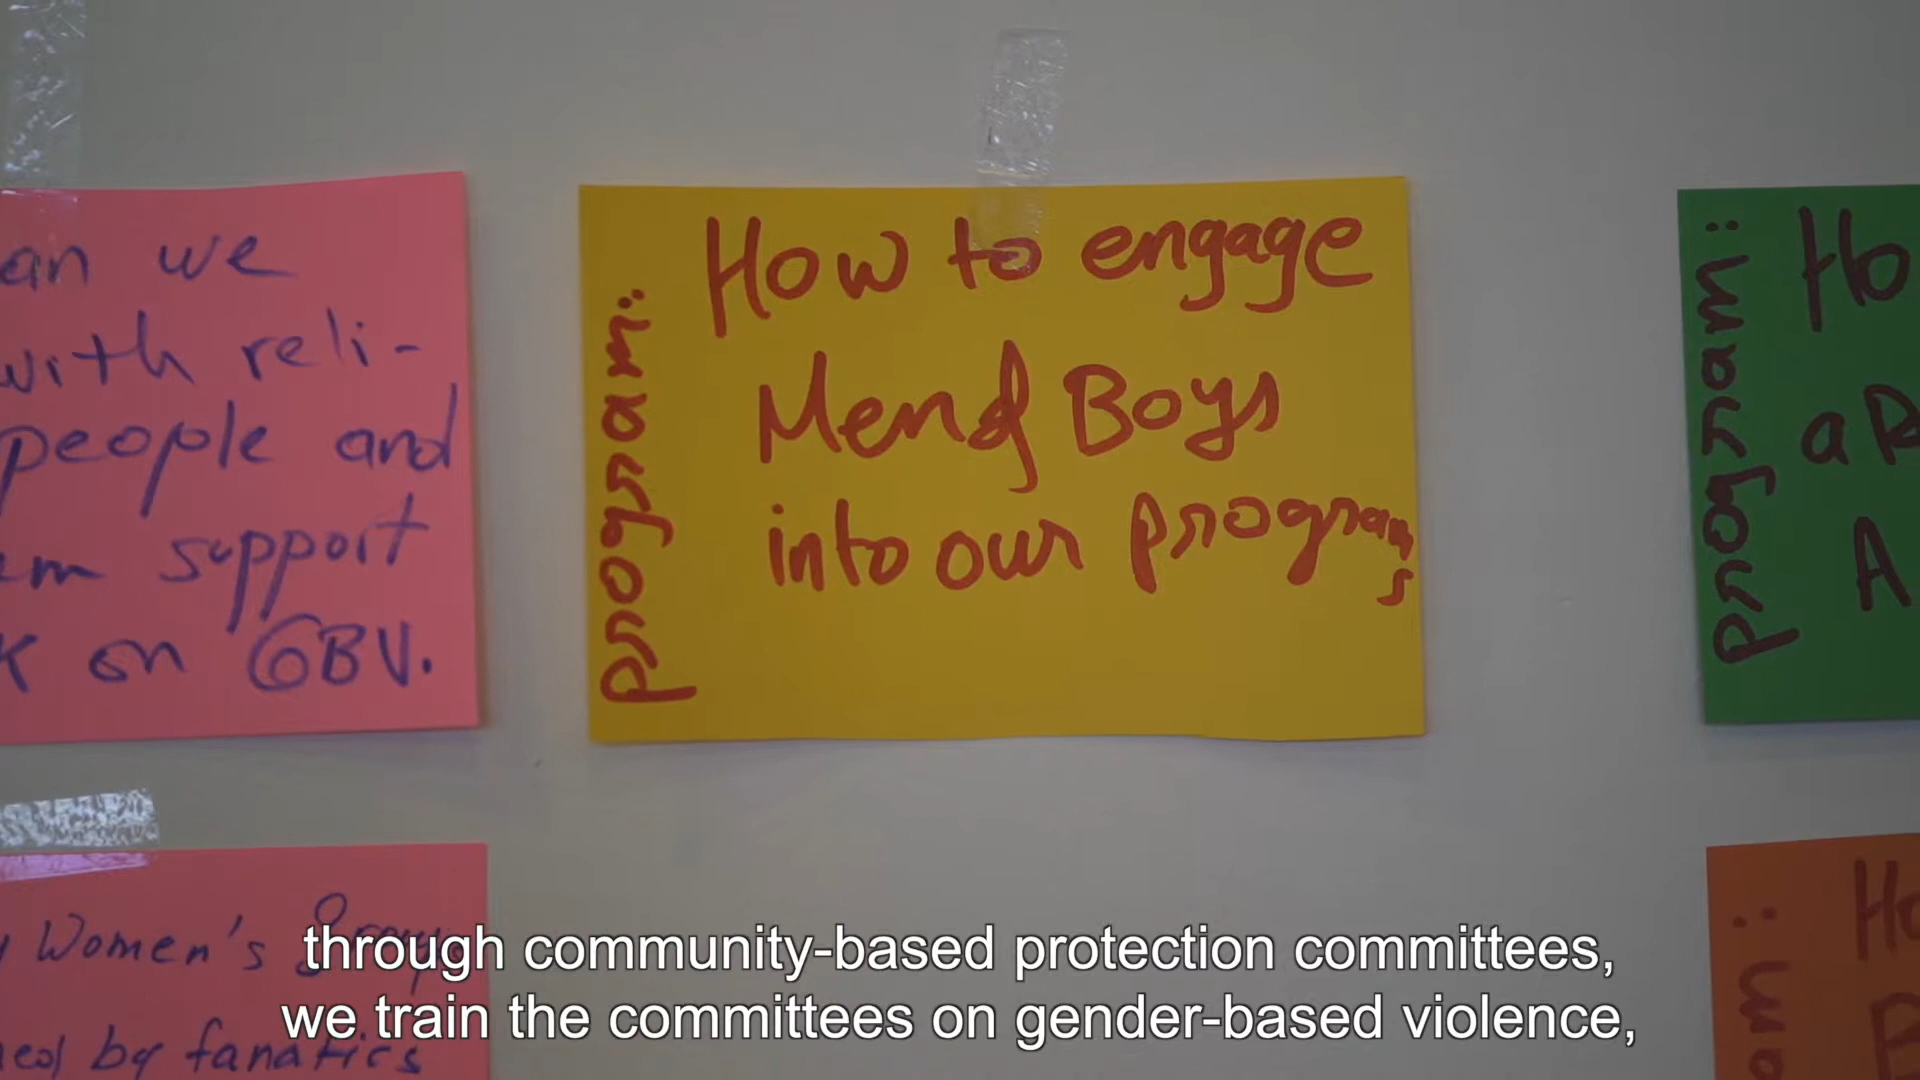 an we
with reli-
people and
support
on GBV.
program:
How to engage
Men & Boys
into our programs
program:
Women's
by fanatics
through community-based protection committees,
we train the committees on gender-based violence,